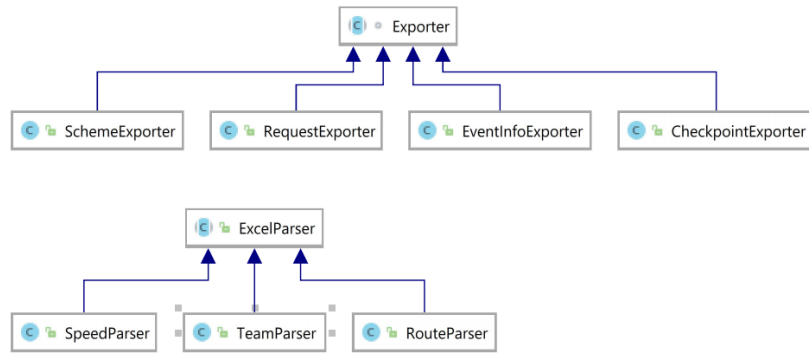 C Exporter
C SchemeExporter
C RequestExporter
C EventInfoExporter
C CheckpointExporter
C ExcelParser
C SpeedParser
C TeamParser
C RouteParser